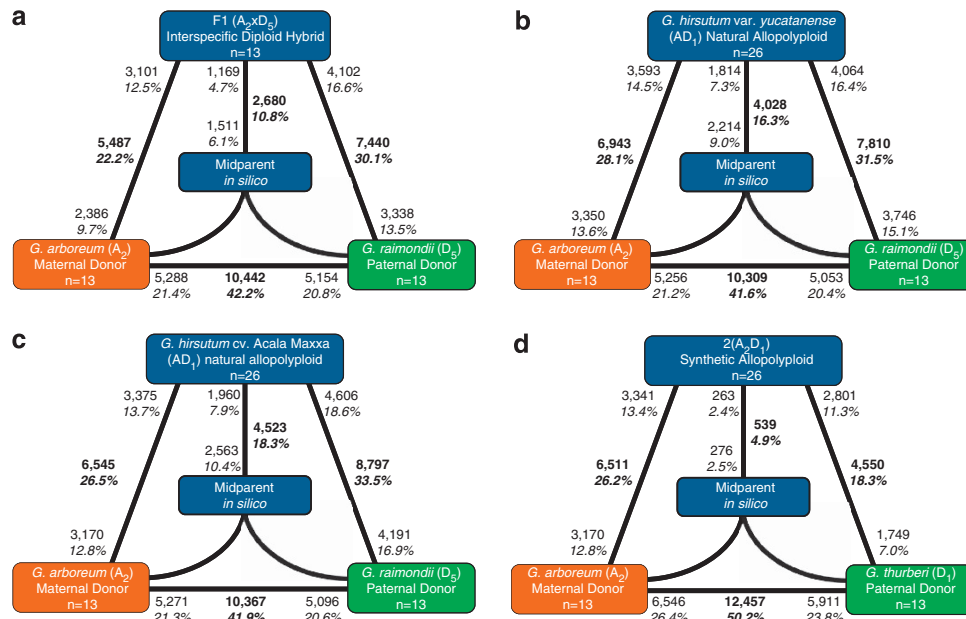 a
F1 (A2xD5)
Interspecific Diploid Hybrid
n=13
3,101
12.5%
1,169
4.7%
4,102
16.6%
2,680
10.8%
1,511
6.1%
5,487
22.2%
7,440
30.1%
Midparent
in silico
2,386
9.7%
3,338
13.5%
G. arboreum (A2)
Maternal Donor
n=13
G. raimondii (D5)
Paternal Donor
n=13
5,288
21.4%
10,442
42.2%
5,154
20.8%
b
G. hirsutum var. yucatanense
(AD1) Natural Allopolyploid
n=26
3,593
14.5%
1,814
7.3%
4,064
16.4%
4,028
16.3%
2,214
9.0%
6,943
28.1%
7,810
31.5%
Midparent
in silico
3,350
13.6%
3,746
15.1%
G. arboreum (A2)
Maternal Donor
n=13
G. raimondii (D5)
Paternal Donor
n=13
5,256
21.2%
10,309
41.6%
5,053
20.4%
c
G. hirsutum cv. Acala Maxxa
(AD1) natural allopolyploid
n=26
3,375
13.7%
1,960
7.9%
4,606
18.6%
4,523
18.3%
2,563
10.4%
6,545
26.5%
8,797
33.5%
Midparent
in silico
3,170
12.8%
4,191
16.9%
G. arboreum (A2)
Maternal Donor
n=13
G. raimondii (D5)
Paternal Donor
n=13
5,271
21.3%
10,367
41.9%
5,096
20.6%
d
2(A2D1)
Synthetic Allopolyploid
n=26
3,341
13.4%
263
2.4%
2,801
11.3%
539
4.9%
276
2.5%
6,511
26.2%
4,550
18.3%
Midparent
in silico
3,170
12.8%
1,749
7.0%
G. arboreum (A2)
Maternal Donor
n=13
G. thurberi (D1)
Paternal Donor
n=13
6,546
26.4%
12,457
50.2%
5,911
23.8%